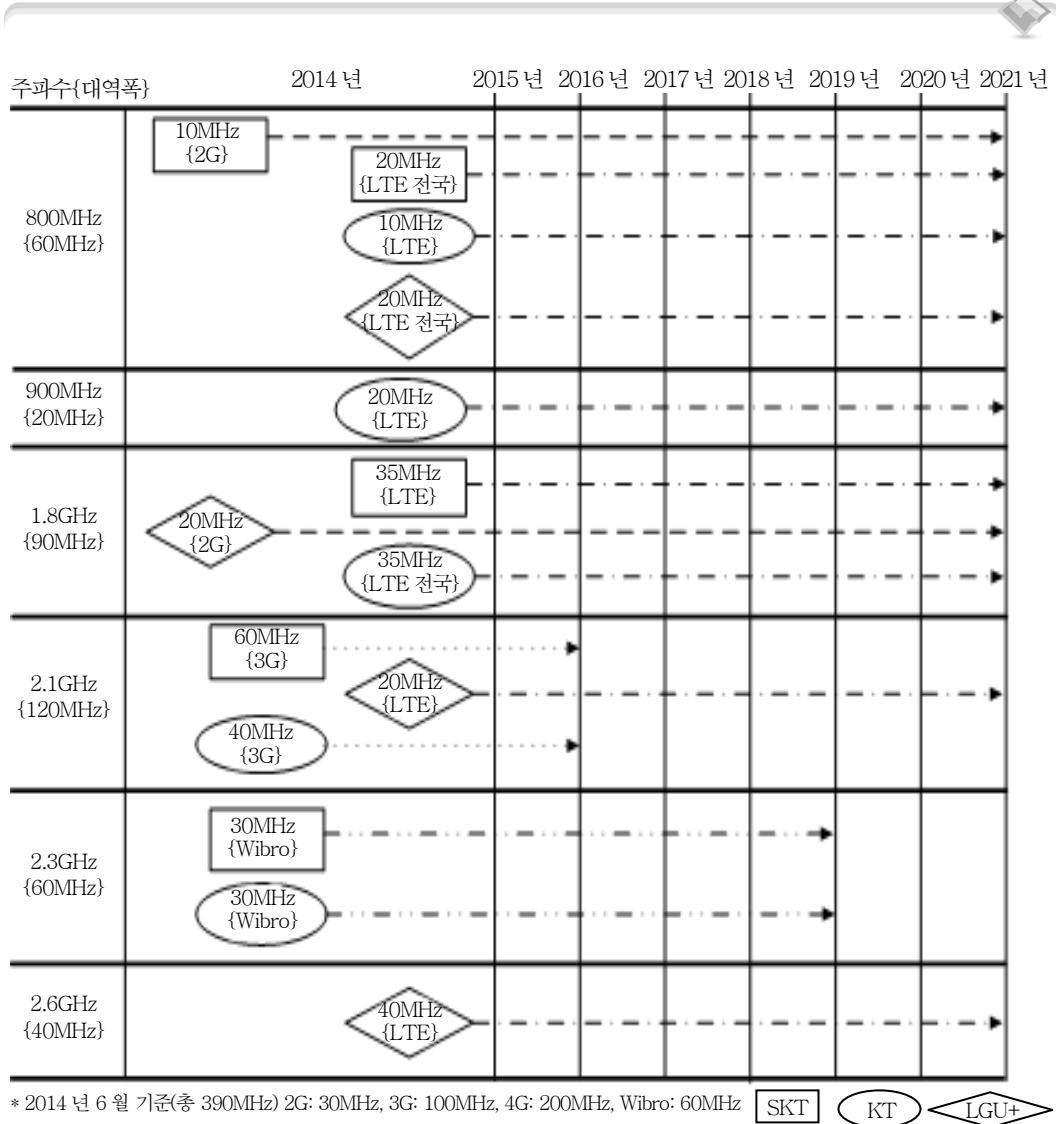 주파수{대역폭} 2014년 2015년 2016년 2017년 2018년 2019년 2020년 2021년
800MHz
{60MHz}
10MHz
{2G}
20MHz
{LTE 전국}
10MHz
{LTE}
20MHz
{LTE 전국}
900MHz
{20MHz}
20MHz
{LTE}
1.8GHz
{90MHz}
35MHz
{LTE}
20MHz
{2G}
35MHz
{LTE 전국}
2.1GHz
{120MHz}
60MHz
{3G}
20MHz
{LTE}
40MHz
{3G}
2.3GHz
{60MHz}
30MHz
{Wibro}
30MHz
{Wibro}
2.6GHz
{40MHz}
40MHz
{LTE}
* 2014년 6월 기준(총 390MHz) 2G: 30MHz, 3G: 100MHz, 4G: 200MHz, Wibro: 60MHz SKT KT LGU+